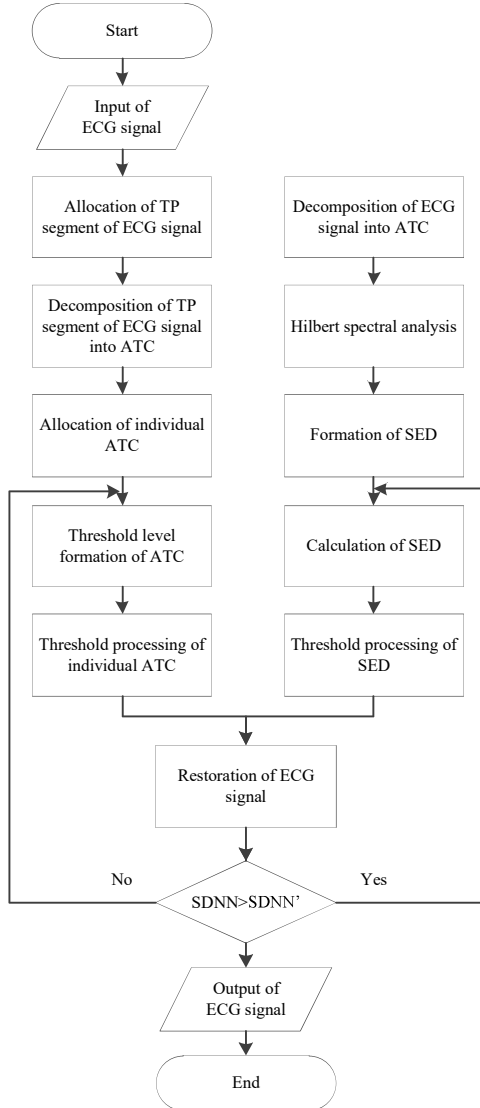 Start
Input of
ECG signal
Allocation of TP
segment of ECG signal
Decomposition of TP
segment of ECG signal
into ATC
Allocation of individual
ATC
Threshold level
formation of ATC
Threshold processing of
individual ATC
Decomposition of ECG
signal into ATC
Hilbert spectral analysis
Formation of SED
Calculation of SED
Threshold processing of
SED
Restoration of ECG
signal
No
SDNN>SDNN’
Yes
Output of
ECG signal
End